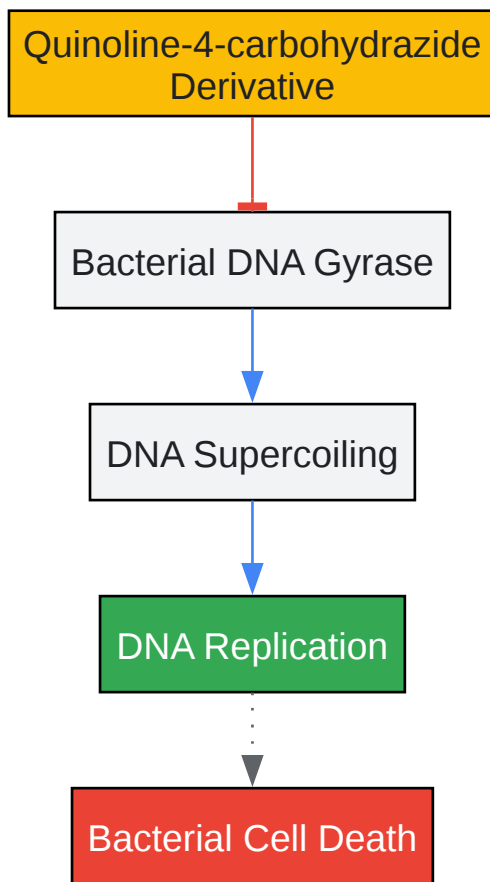 Quinoline-4-carbohydrazide
Derivative
Bacterial DNA Gyrase
DNA Supercoiling
DNA Replication
Bacterial Cell Death